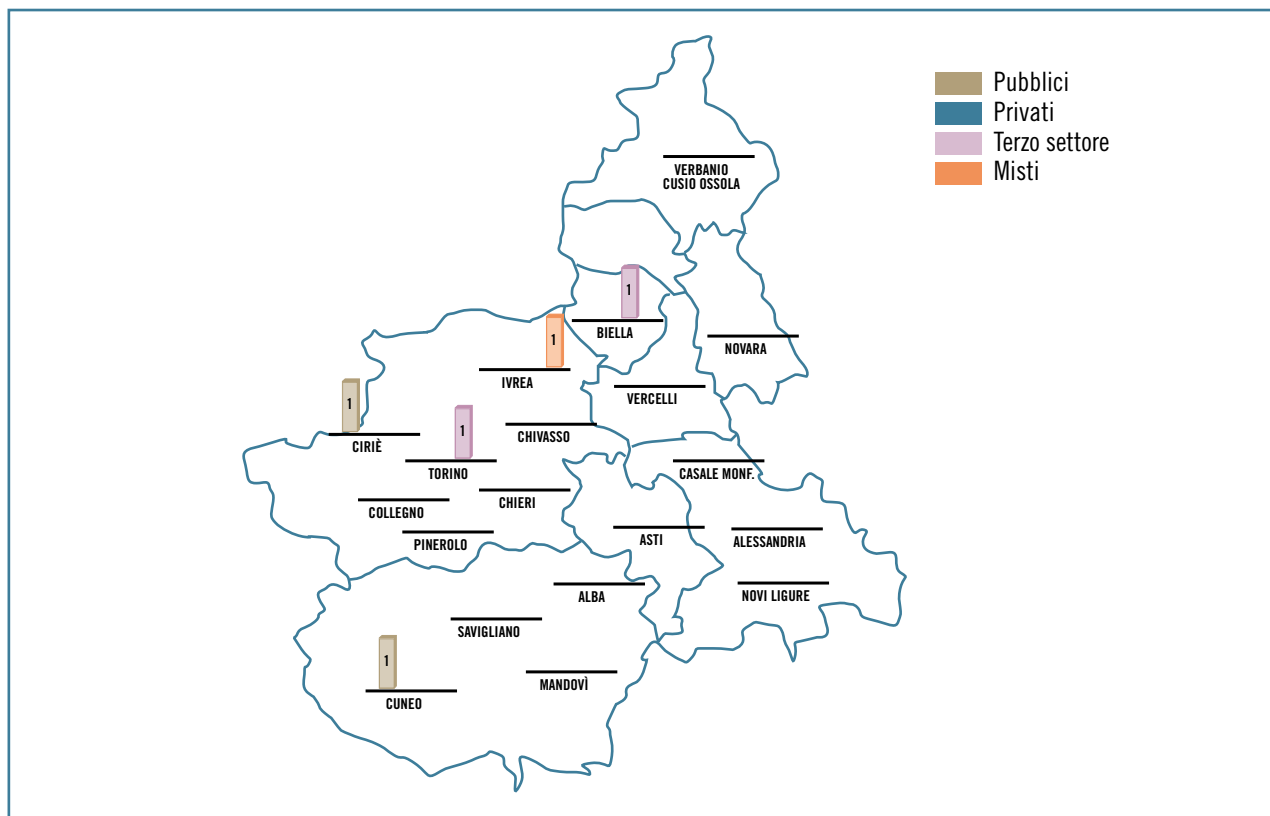 Pubblici
Privati
Terzo settore
Misti
VERBANIO
CUSIO OSSOLA
1
BIELLA
NOVARA
1
IVREA
VERCELLI
1
CIRIÈ
1
TORINO
CHIVASSO
CASALE MONF.
COLLEGNO
CHIERI
PINEROLO
ASTI
ALESSANDRIA
ALBA
NOVI LIGURE
SAVIGLIANO
1
CUNEO
MANDOVÌ